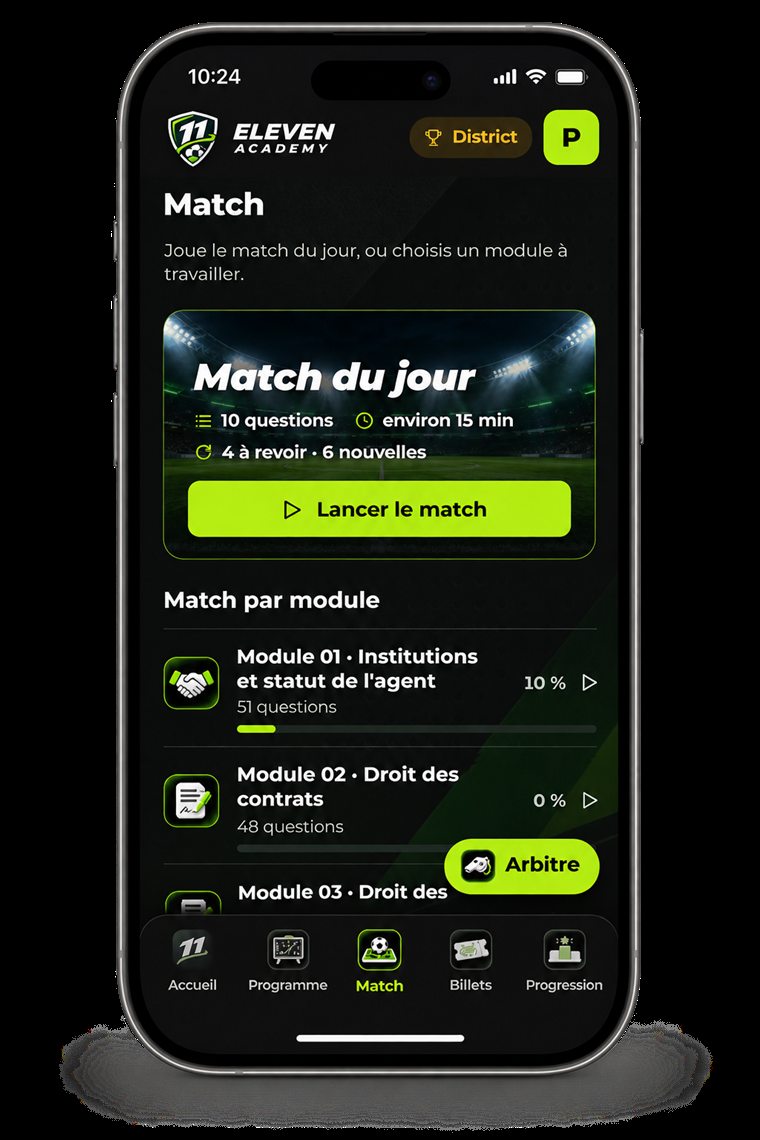 10:24
11 ELEVEN
ACADEMY
District
P
Match
Joue le match du jour, ou choisis un module à
travailler.
Match du jour
10 questions environ 15 min
4 à revoir · 6 nouvelles
Lancer le match
Match par module
Module 01 · Institutions
et statut de l'agent
10 %
51 questions
Module 02 · Droit des
contrats
0 %
48 questions
Arbitre
Module 03 · Droit des
11
Accueil Programme Match Billets Progression